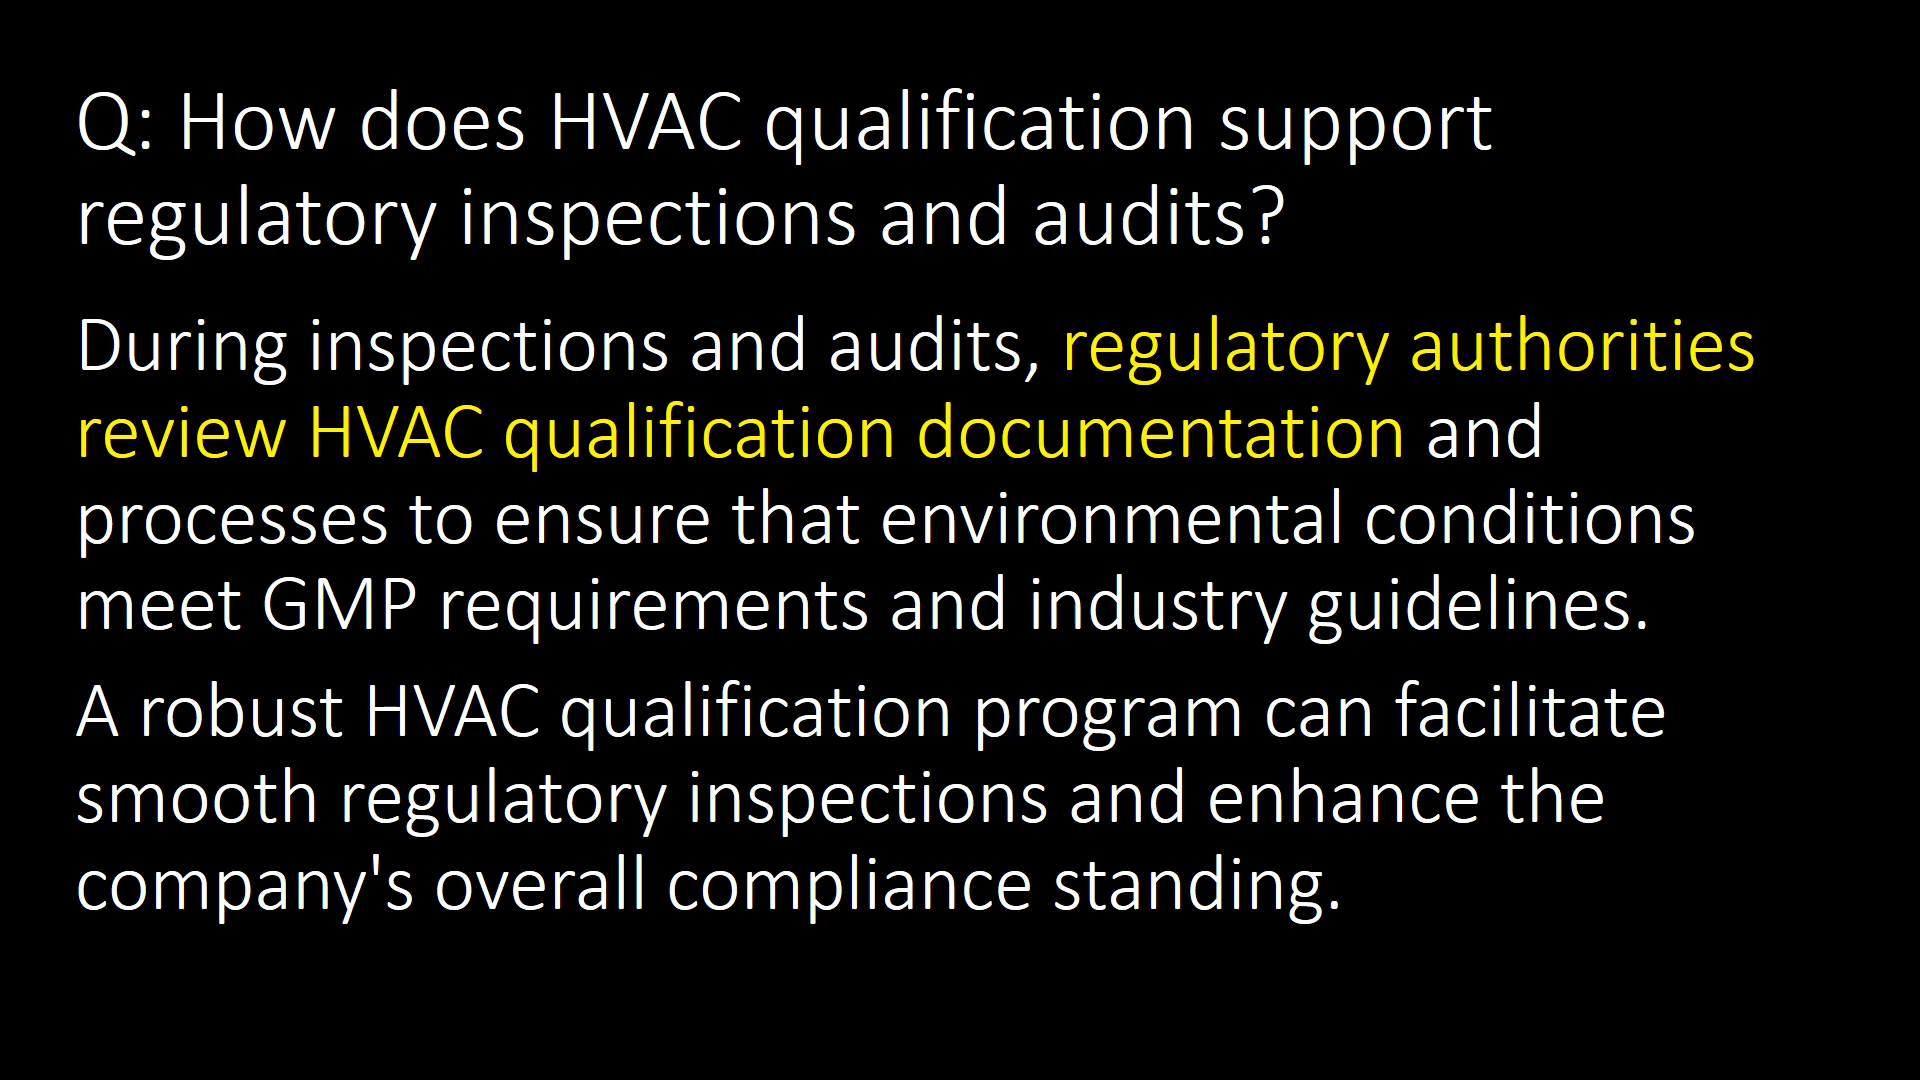 Q: How does HVAC qualification support
regulatory inspections and audits?
During inspections and audits, regulatory authorities
review HVAC qualification documentation and
processes to ensure that environmental conditions
meet GMP requirements and industry guidelines.
A robust HVAC qualification program can facilitate
smooth regulatory inspections and enhance the
company's overall compliance standing.